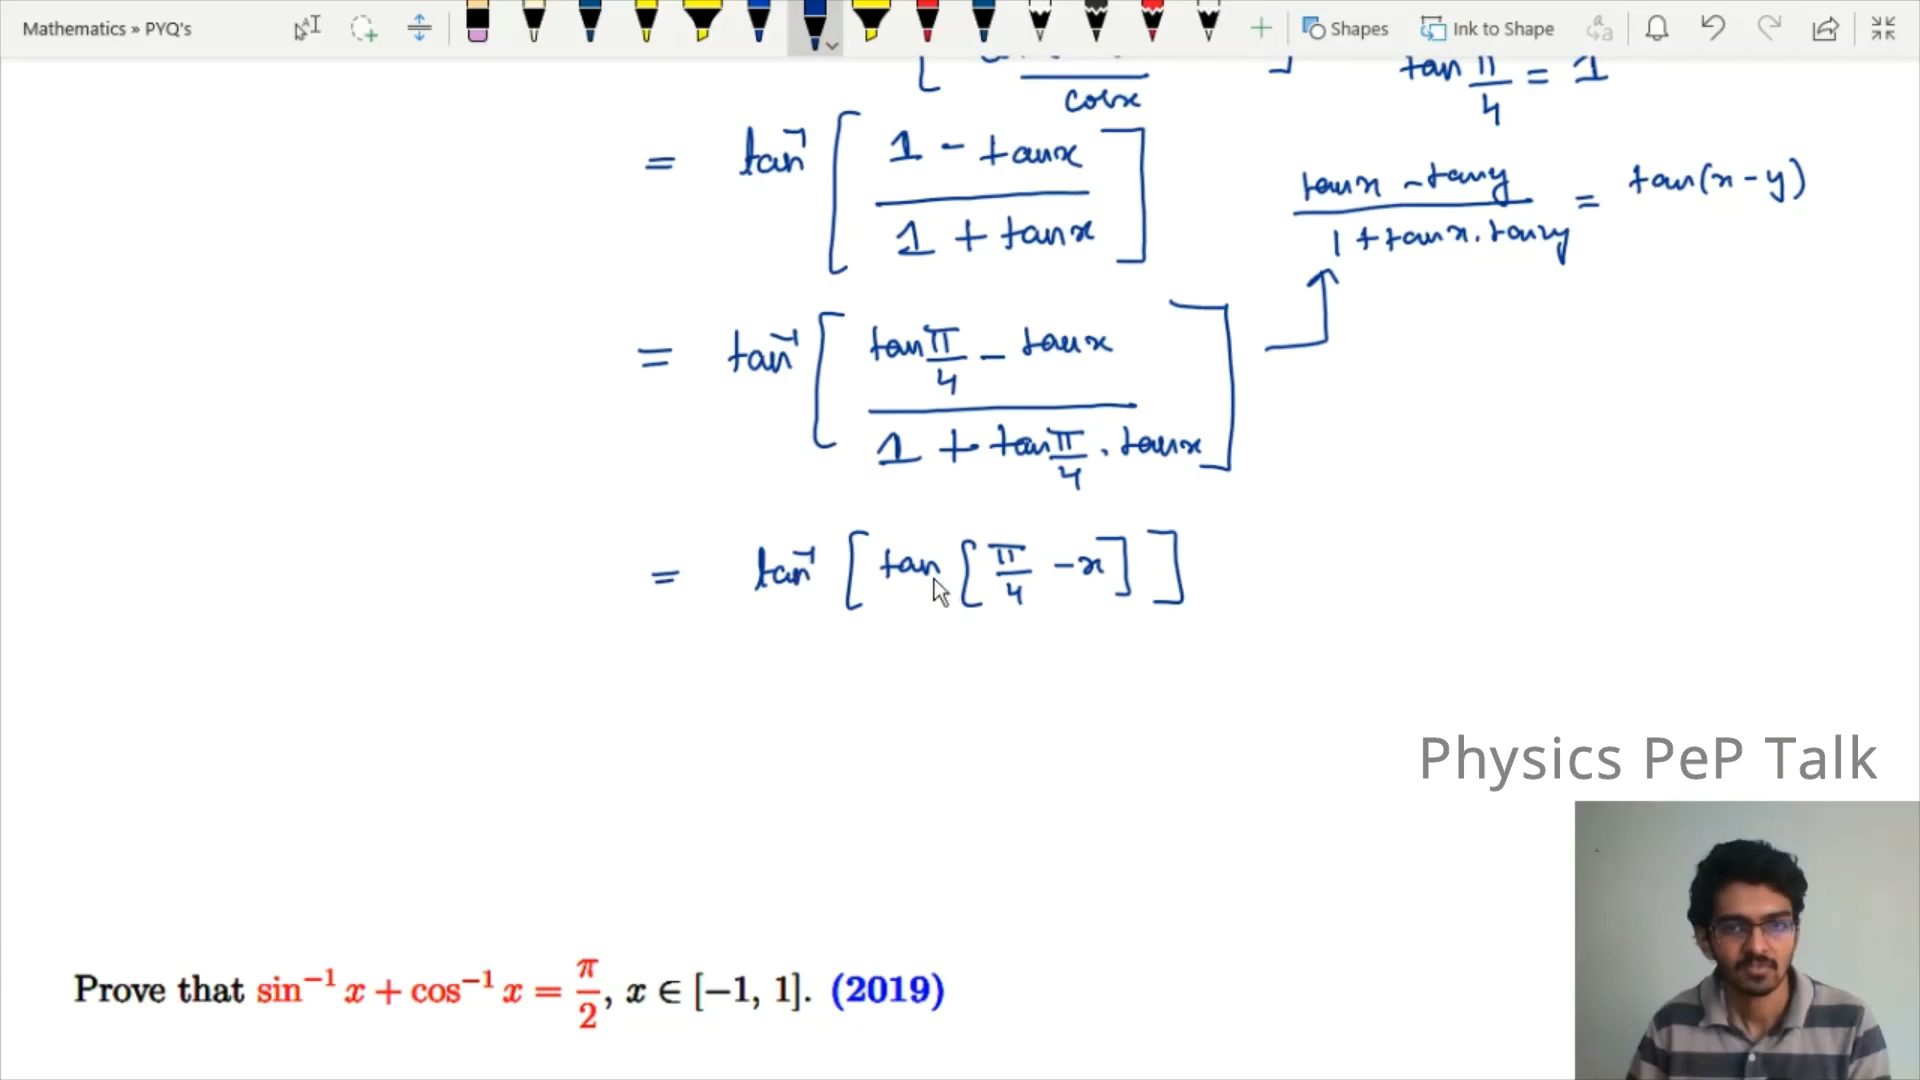 Mathematics » PYQ's
Shapes
Ink to Shape
cosx
tan π/4 = 1
= tan⁻¹ [ (1 - tanx) / (1 + tanx) ]
(tanx - tany) / (1 + tanx . tany) = tan(x - y)
= tan⁻¹ [ (tan π/4 - tanx) / (1 + tan π/4 . tanx) ]
= tan⁻¹ [ tan [ π/4 - x ] ]
Physics PeP Talk
Prove that sin⁻¹ x + cos⁻¹ x = π/2, x ∈ [−1, 1]. (2019)